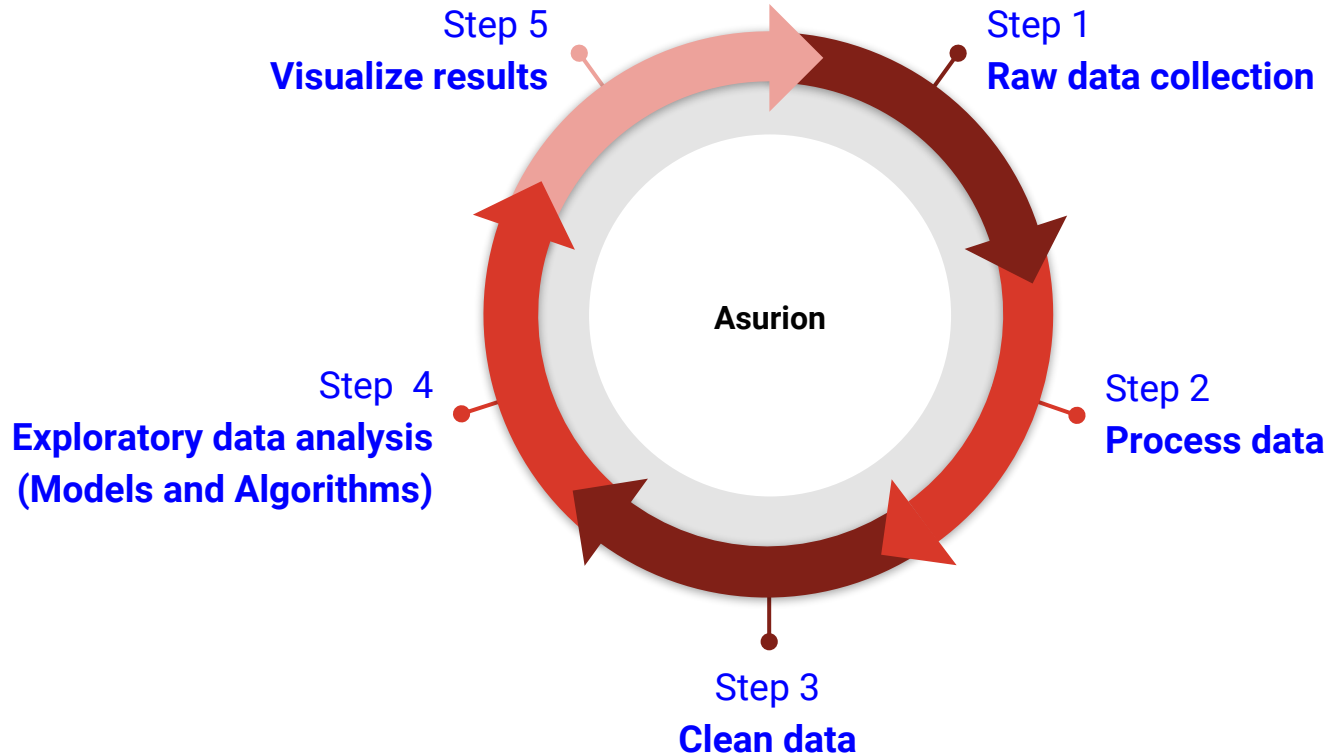 Step 1
Raw data collection
Step 2
Process data
Step 3
Clean data
Step  4
Exploratory data analysis
(Models and Algorithms)
Step 5
Visualize results
Asurion